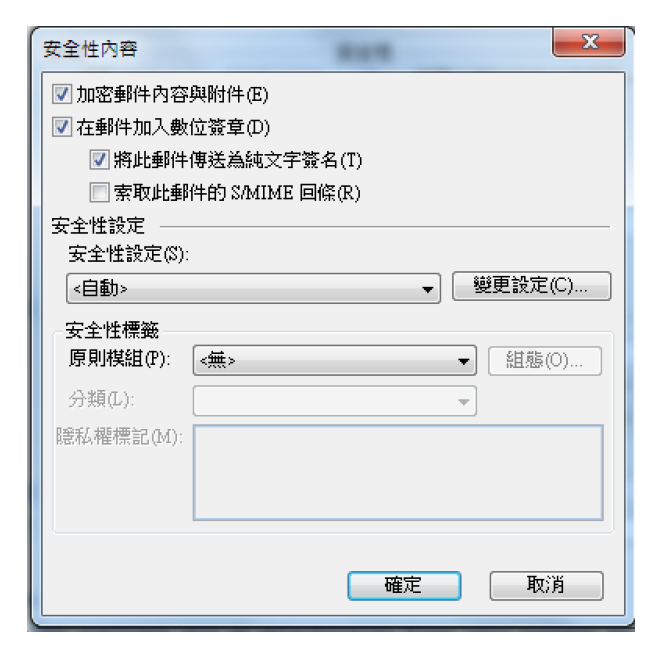 安全性內容
加密郵件內容與附件(E)
在郵件加入數位簽章(D)
將此郵件傳送為純文字簽名(T)
索取此郵件的 S/MIME 回條(R)
安全性設定
安全性設定(S):
<自動>
變更設定(C)...
安全性標籤
原則模組(P):
<無>
組態(O)...
分類(L):
隱私權標記(M):
確定
取消